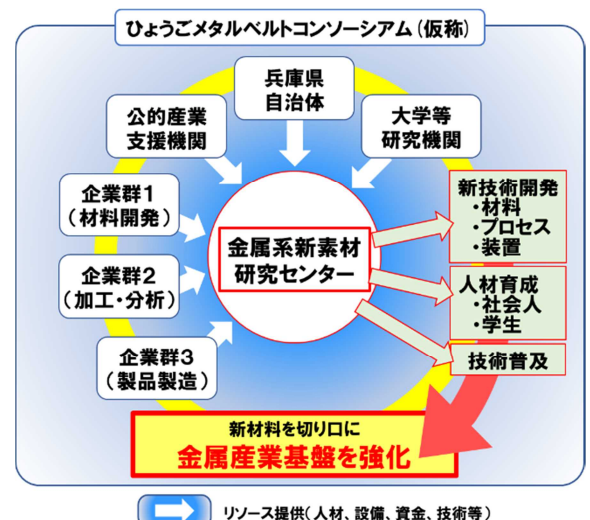 ひょうごメタルベルトコンソーシアム(仮称)
兵庫県
自治体
公的産業
支援機関
大学等
研究機関
企業群1
(材料開発)
企業群2
(加工・分析)
企業群3
(製品製造)
金属系新素材
研究センター
新技術開発
・材料
・プロセス
・装置
人材育成
・社会人
・学生
技術普及
新材料を切り口に
金属産業基盤を強化
リソース提供(人材、設備、資金、技術等)